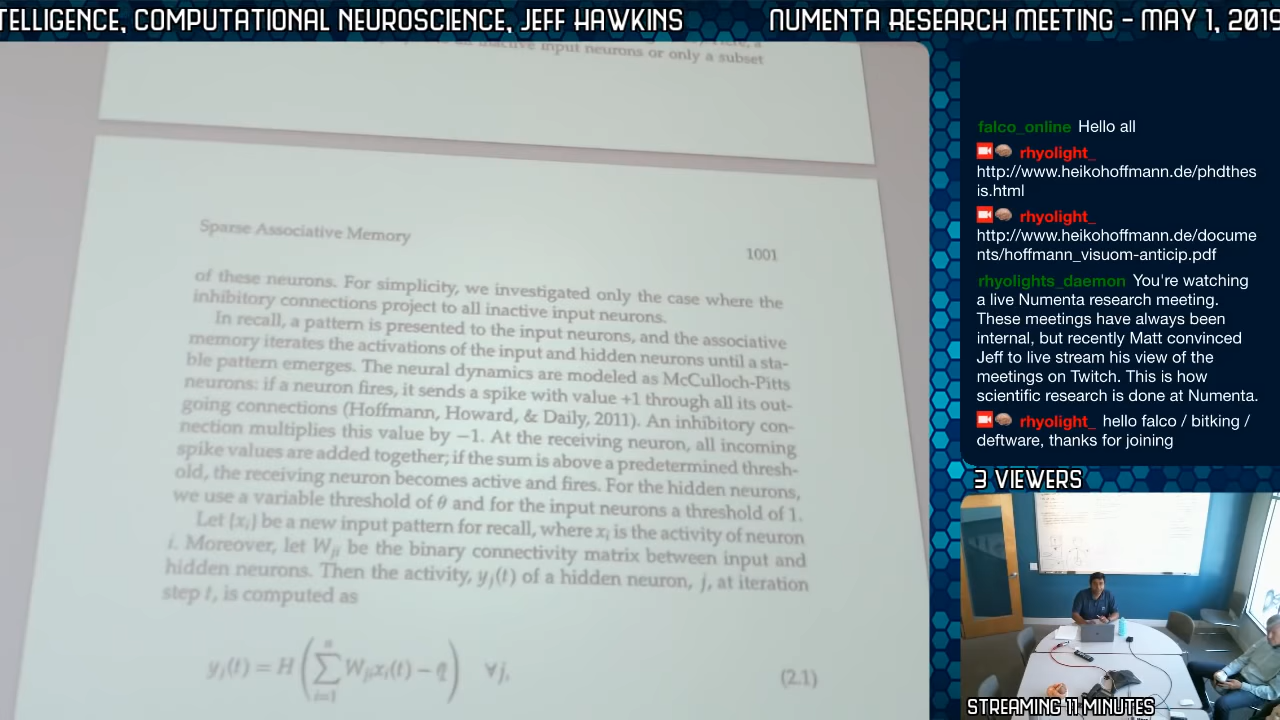 TELLIGENCE, COMPUTATIONAL NEUROSCIENCE, JEFF HAWKINS
NUMENTA RESEARCH MEETING - MAY 1, 2019
inactive input neurons or only a subset
Sparse Associative Memory
1001
of these neurons. For simplicity, we investigated only the case where the
inhibitory connections project to all inactive input neurons.
In recall, a pattern is presented to the input neurons, and the associative
memory iterates the activations of the input and hidden neurons until a sta-
ble pattern emerges. The neural dynamics are modeled as McCulloch-Pitts
neurons: if a neuron fires, it sends a spike with value +1 through all its out-
going connections (Hoffmann, Howard, & Daily, 2011). An inhibitory con-
nection multiplies this value by −1. At the receiving neuron, all incoming
spike values are added together; if the sum is above a predetermined thresh-
old, the receiving neuron becomes active and fires. For the hidden neurons,
we use a variable threshold of θ and for the input neurons a threshold of 1.
Let {xᵢ} be a new input pattern for recall, where xᵢ is the activity of neuron
i. Moreover, let Wⱼᵢ be the binary connectivity matrix between input and
hidden neurons. Then the activity, yⱼ(t) of a hidden neuron, j, at iteration
step t, is computed as
yⱼ(t) = H (∑ⁿᵢ₌₁ Wⱼᵢxᵢ(t) − ) ∀j,
(2.1)
falco_online Hello all
rhyolight_
http://www.heikohoffmann.de/phdthes
is.html
rhyolight_
http://www.heikohoffmann.de/docume
nts/hoffmann_visuom-anticip.pdf
rhyolights_daemon You're watching
a live Numenta research meeting.
These meetings have always been
internal, but recently Matt convinced
Jeff to live stream his view of the
meetings on Twitch. This is how
scientific research is done at Numenta.
rhyolight_ hello falco / bitking /
deftware, thanks for joining
3 VIEWERS
STREAMING 11 MINUTES